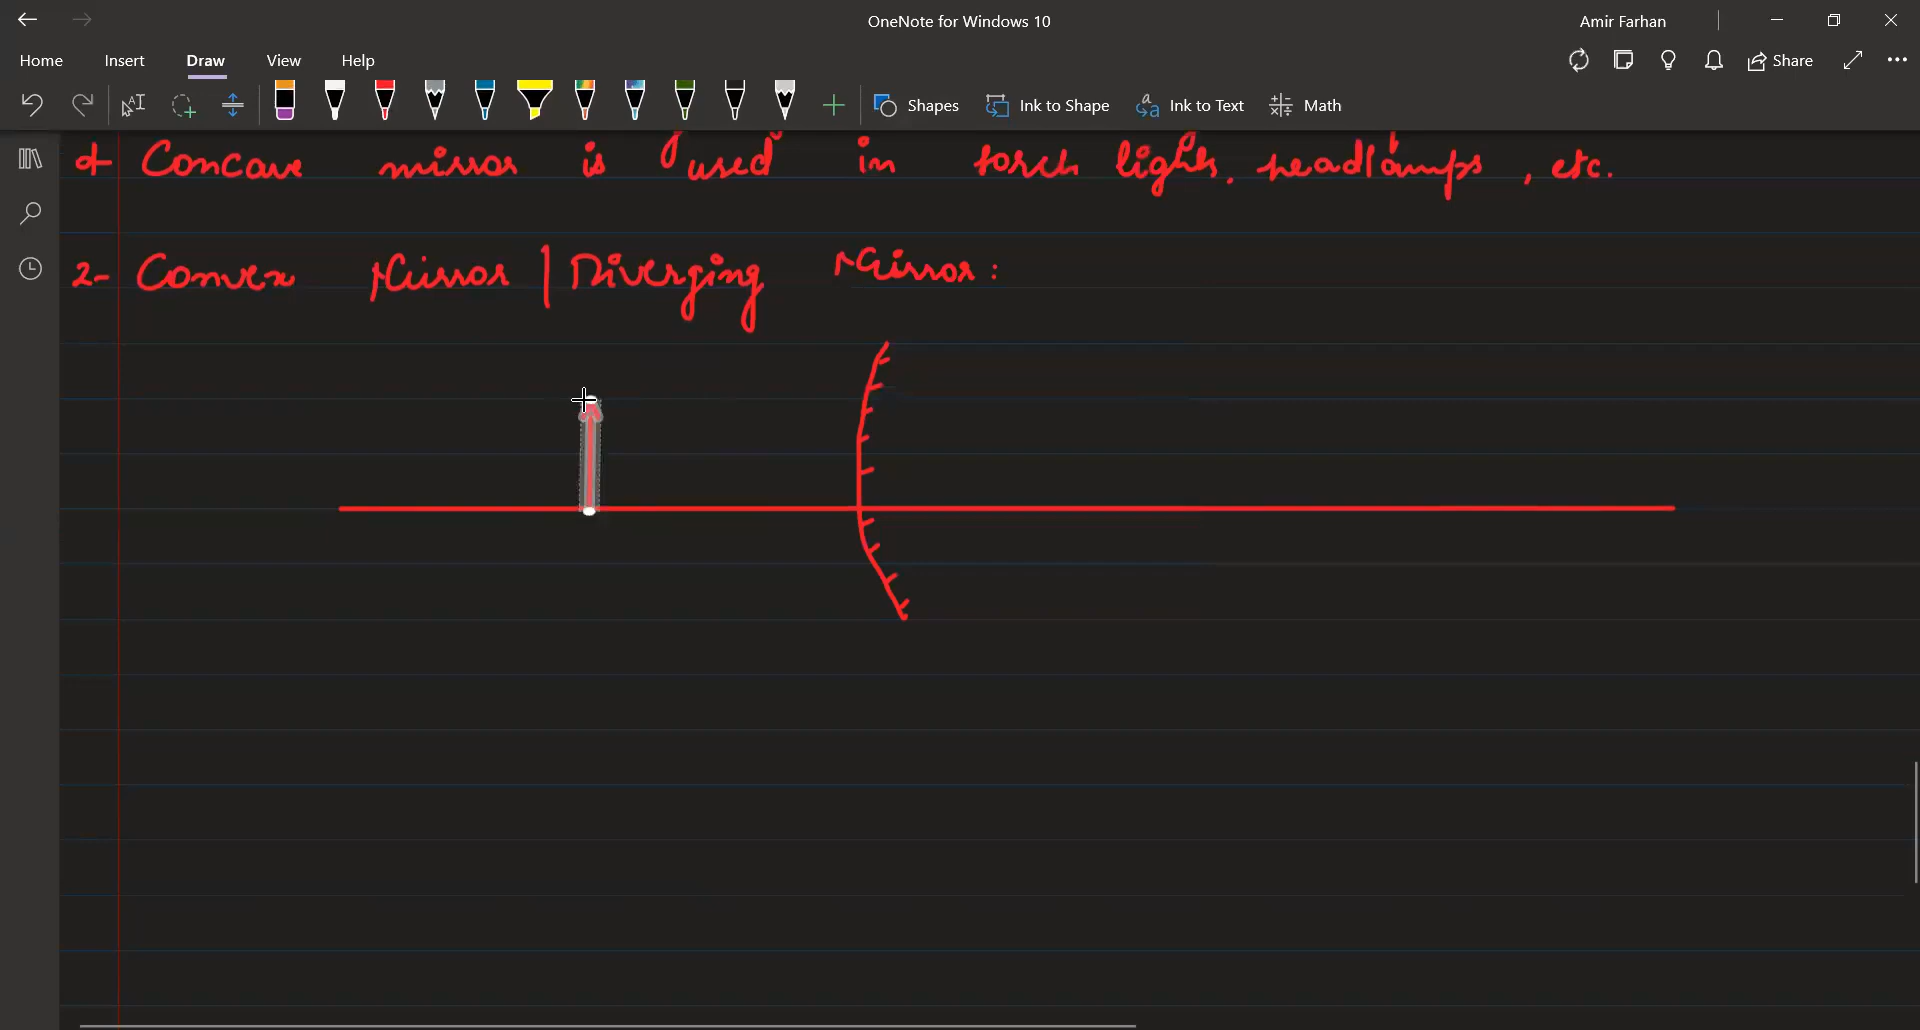 OneNote for Windows 10
Amir Farhan
Home Insert Draw View Help
Share
Shapes Ink to Shape Ink to Text Math
Concave mirror is used in torch lights, headlamps, etc.
2- Convex Mirror | Diverging Mirror: